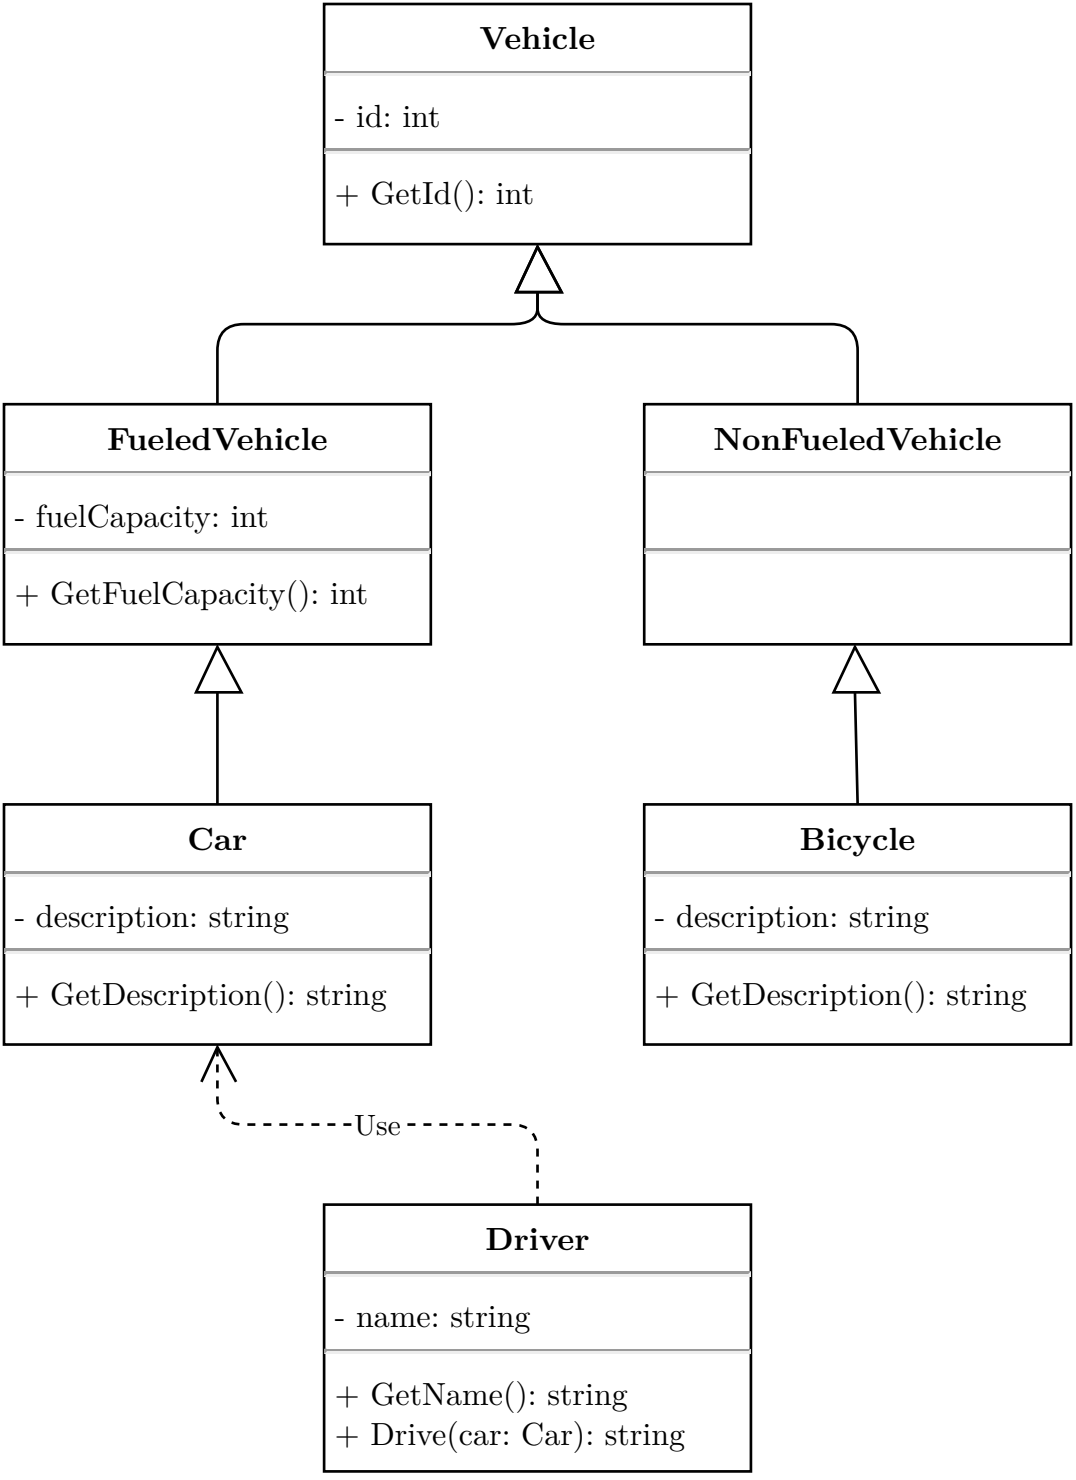 Vehicle
- id: int
+ GetId(): int
FueledVehicle
- fuelCapacity: int
+ GetFuelCapacity(): int
NonFueledVehicle
Car
- description: string
+ GetDescription(): string
Bicycle
- description: string
+ GetDescription(): string
Use
Driver
- name: string
+ GetName(): string
+ Drive(car: Car): string